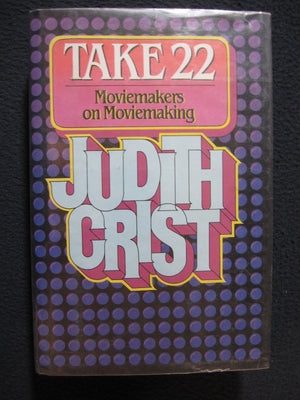 TAKE 22
Moviemakers
on Moviemaking
JUDITH
CRIST